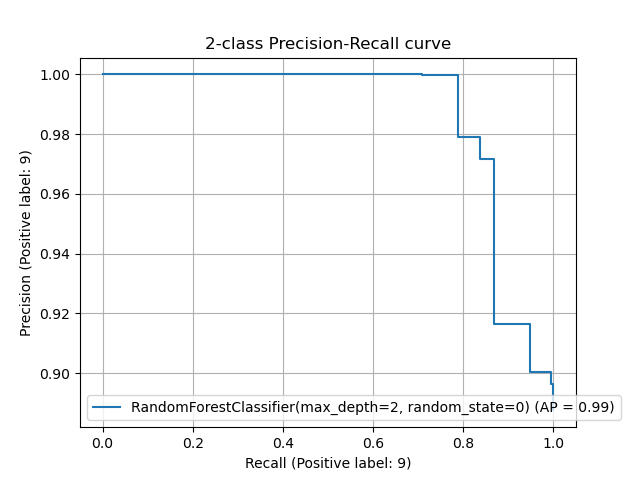 2-class Precision-Recall curve
Precision (Positive label: 9)
1.00
0.98
0.96
0.94
0.92
0.90
RandomForestClassifier(max_depth=2, random_state=0) (AP = 0.99)
0.0 0.2 0.4 0.6 0.8 1.0
Recall (Positive label: 9)